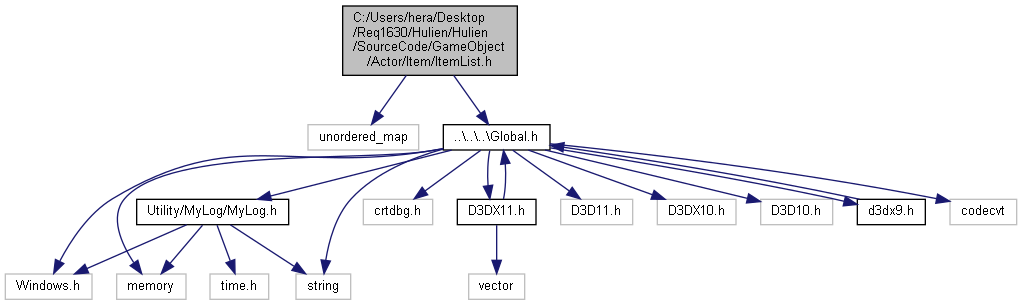 C:/Users/hera/Desktop
/Req1630/Hulien/Hulien
/SourceCode/GameObject
/Actor/Item/ItemList.h
unordered_map
..\..\..\Global.h
Utility/MyLog/MyLog.h
crtdbg.h
D3DX11.h
D3D11.h
D3DX10.h
D3D10.h
d3dx9.h
codecvt
Windows.h
memory
time.h
string
vector